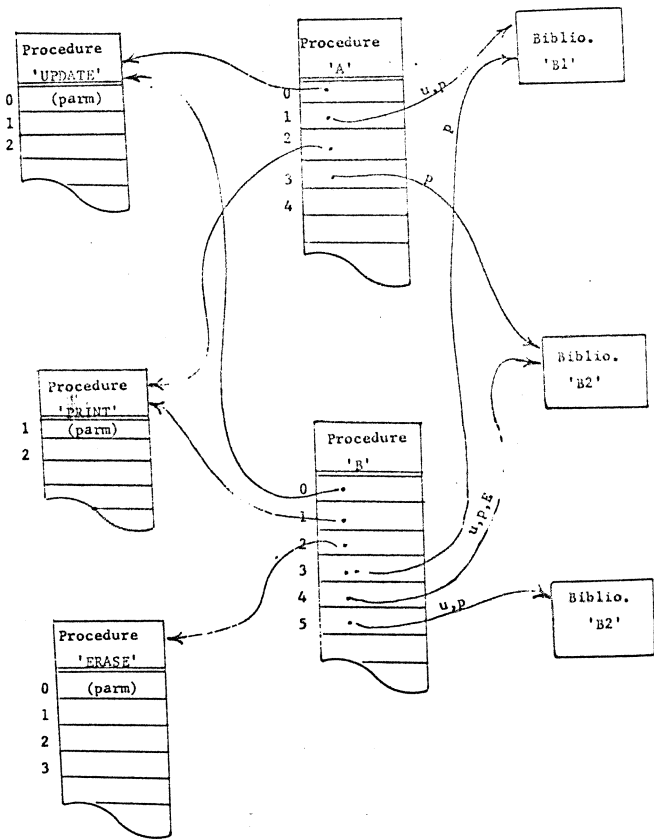 Procedure
'UPDATE'
0 (parm)
1
2
Procedure
'A'
0
1
2
3
4
u,p
p
p
Biblio.
'B1'
Biblio.
'B2'
Procedure
'PRINT'
1 (parm)
2
Procedure
'B'
0
1
2
3
4
5
u,p,E
u,p
Biblio.
'B2'
Procedure
'ERASE'
0 (parm)
1
2
3